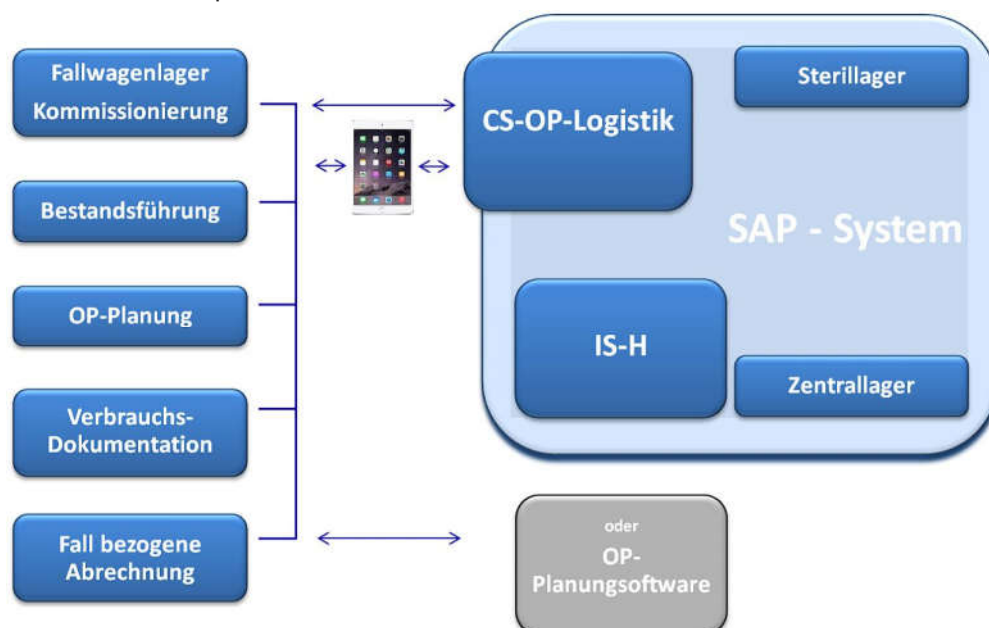 Fallwagenlager
Kommissionierung
Bestandsführung
OP-Planung
Verbrauchs-
Dokumentation
Fall bezogene
Abrechnung
CS-OP-Logistik
Sterillager
SAP - System
IS-H
Zentrallager
oder
OP-
Planungsoftware